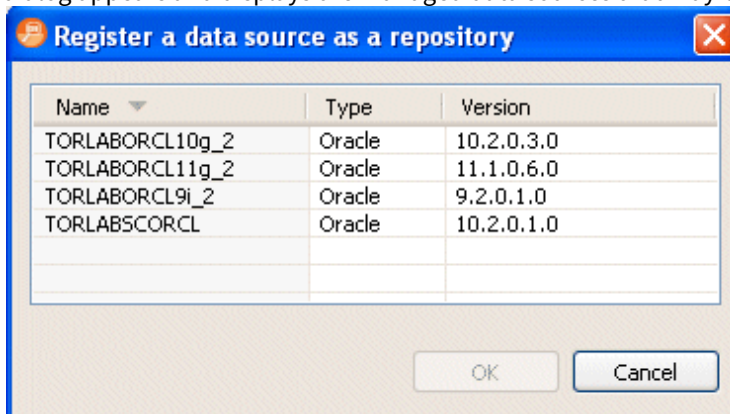 Register a data source as a repository
Name Type Version
TORLABORCL10g_2 Oracle 10.2.0.3.0
TORLABORCL11g_2 Oracle 11.1.0.6.0
TORLABORCL9i_2 Oracle 9.2.0.1.0
TORLABSCORCL Oracle 10.2.0.1.0
OK Cancel